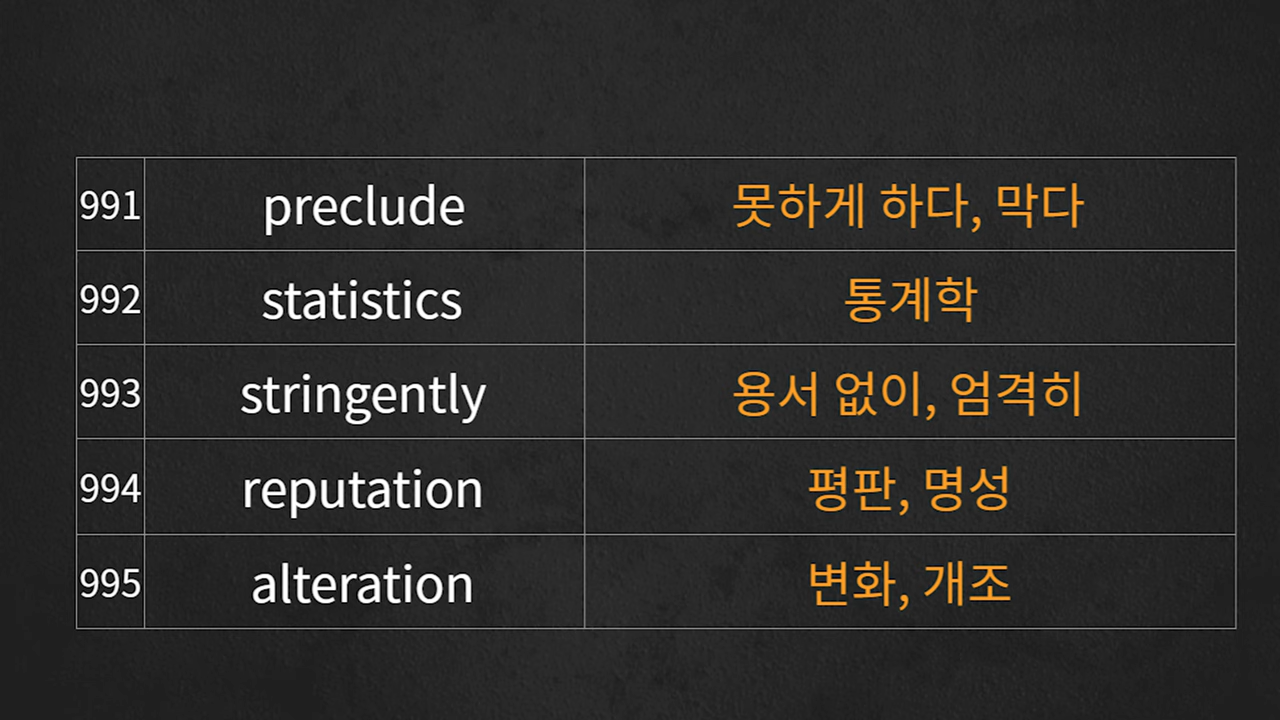 991 preclude 못하게 하다, 막다
992 statistics 통계학
993 stringently 용서 없이, 엄격히
994 reputation 평판, 명성
995 alteration 변화, 개조